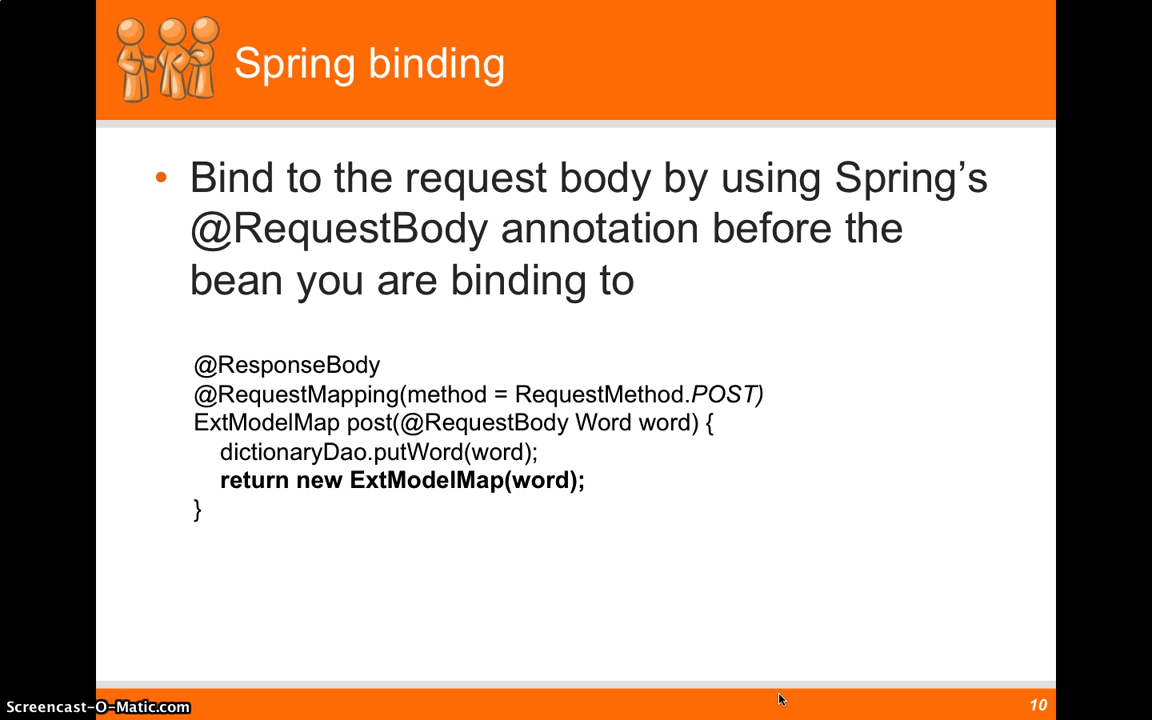 Spring binding
• Bind to the request body by using Spring’s
@RequestBody annotation before the
bean you are binding to
@ResponseBody
@RequestMapping(method = RequestMethod.POST)
ExtModelMap post(@RequestBody Word word) {
dictionaryDao.putWord(word);
return new ExtModelMap(word);
}
Screencast-O-Matic.com
10